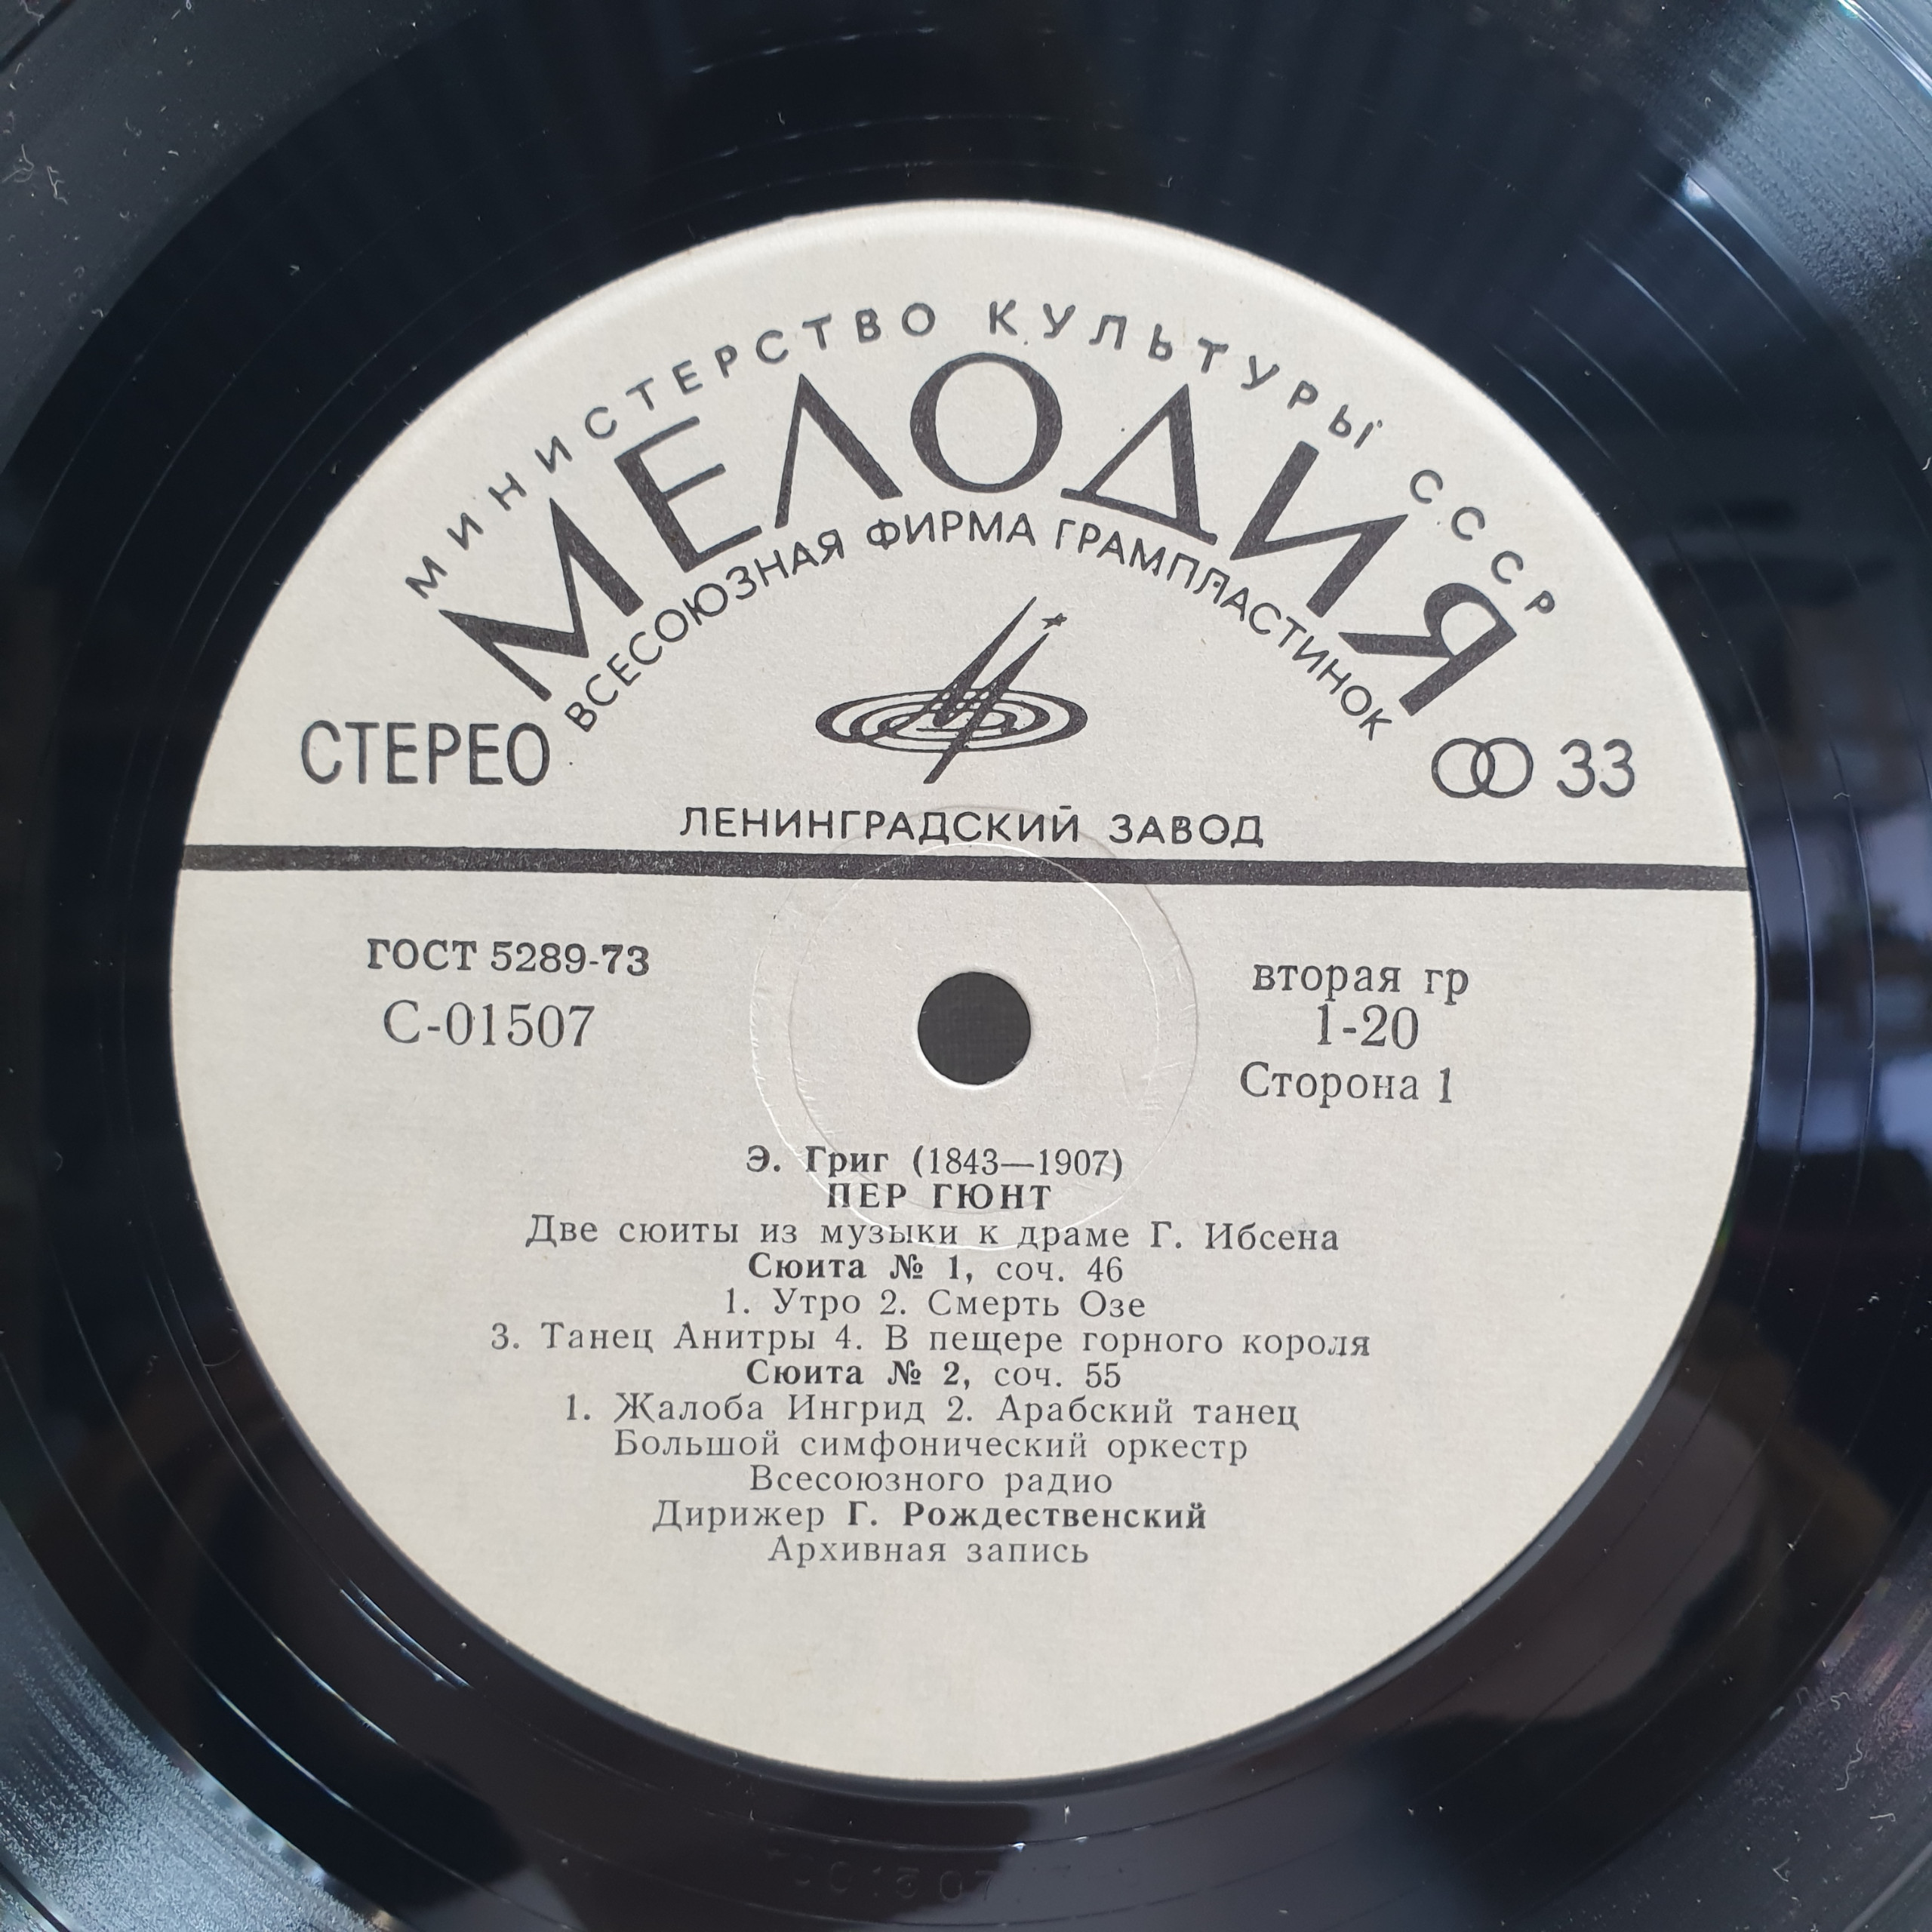 МИНИСТЕРСТВО КУЛЬТУРЫ СССР
МЕЛОДИЯ
ВСЕСОЮЗНАЯ ФИРМА ГРАМПЛАСТИНОК
СТЕРЕО
33
ЛЕНИНГРАДСКИЙ ЗАВОД
ГОСТ 5289-73
С-01507
вторая гр
1-20
Сторона 1
Э. Григ (1843—1907)
ПЕР ГЮНТ
Две сюиты из музыки к драме Г. Ибсена
Сюита № 1, соч. 46
1. Утро 2. Смерть Озе
3. Танец Анитры 4. В пещере горного короля
Сюита № 2, соч. 55
1. Жалоба Ингрид 2. Арабский танец
Большой симфонический оркестр
Всесоюзного радио
Дирижер Г. Рождественский
Архивная запись